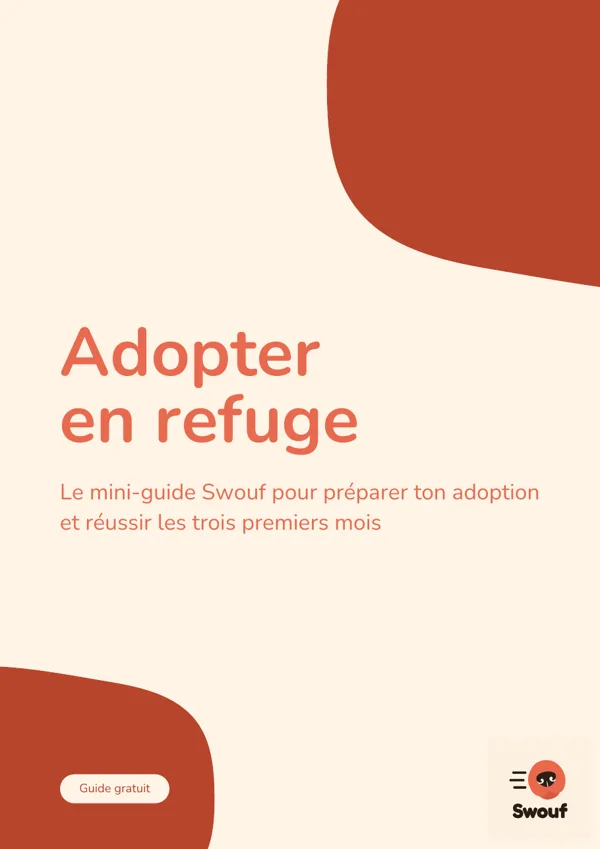 Adopter
en refuge
Le mini-guide Swouf pour préparer ton adoption
et réussir les trois premiers mois
Guide gratuit
Swouf